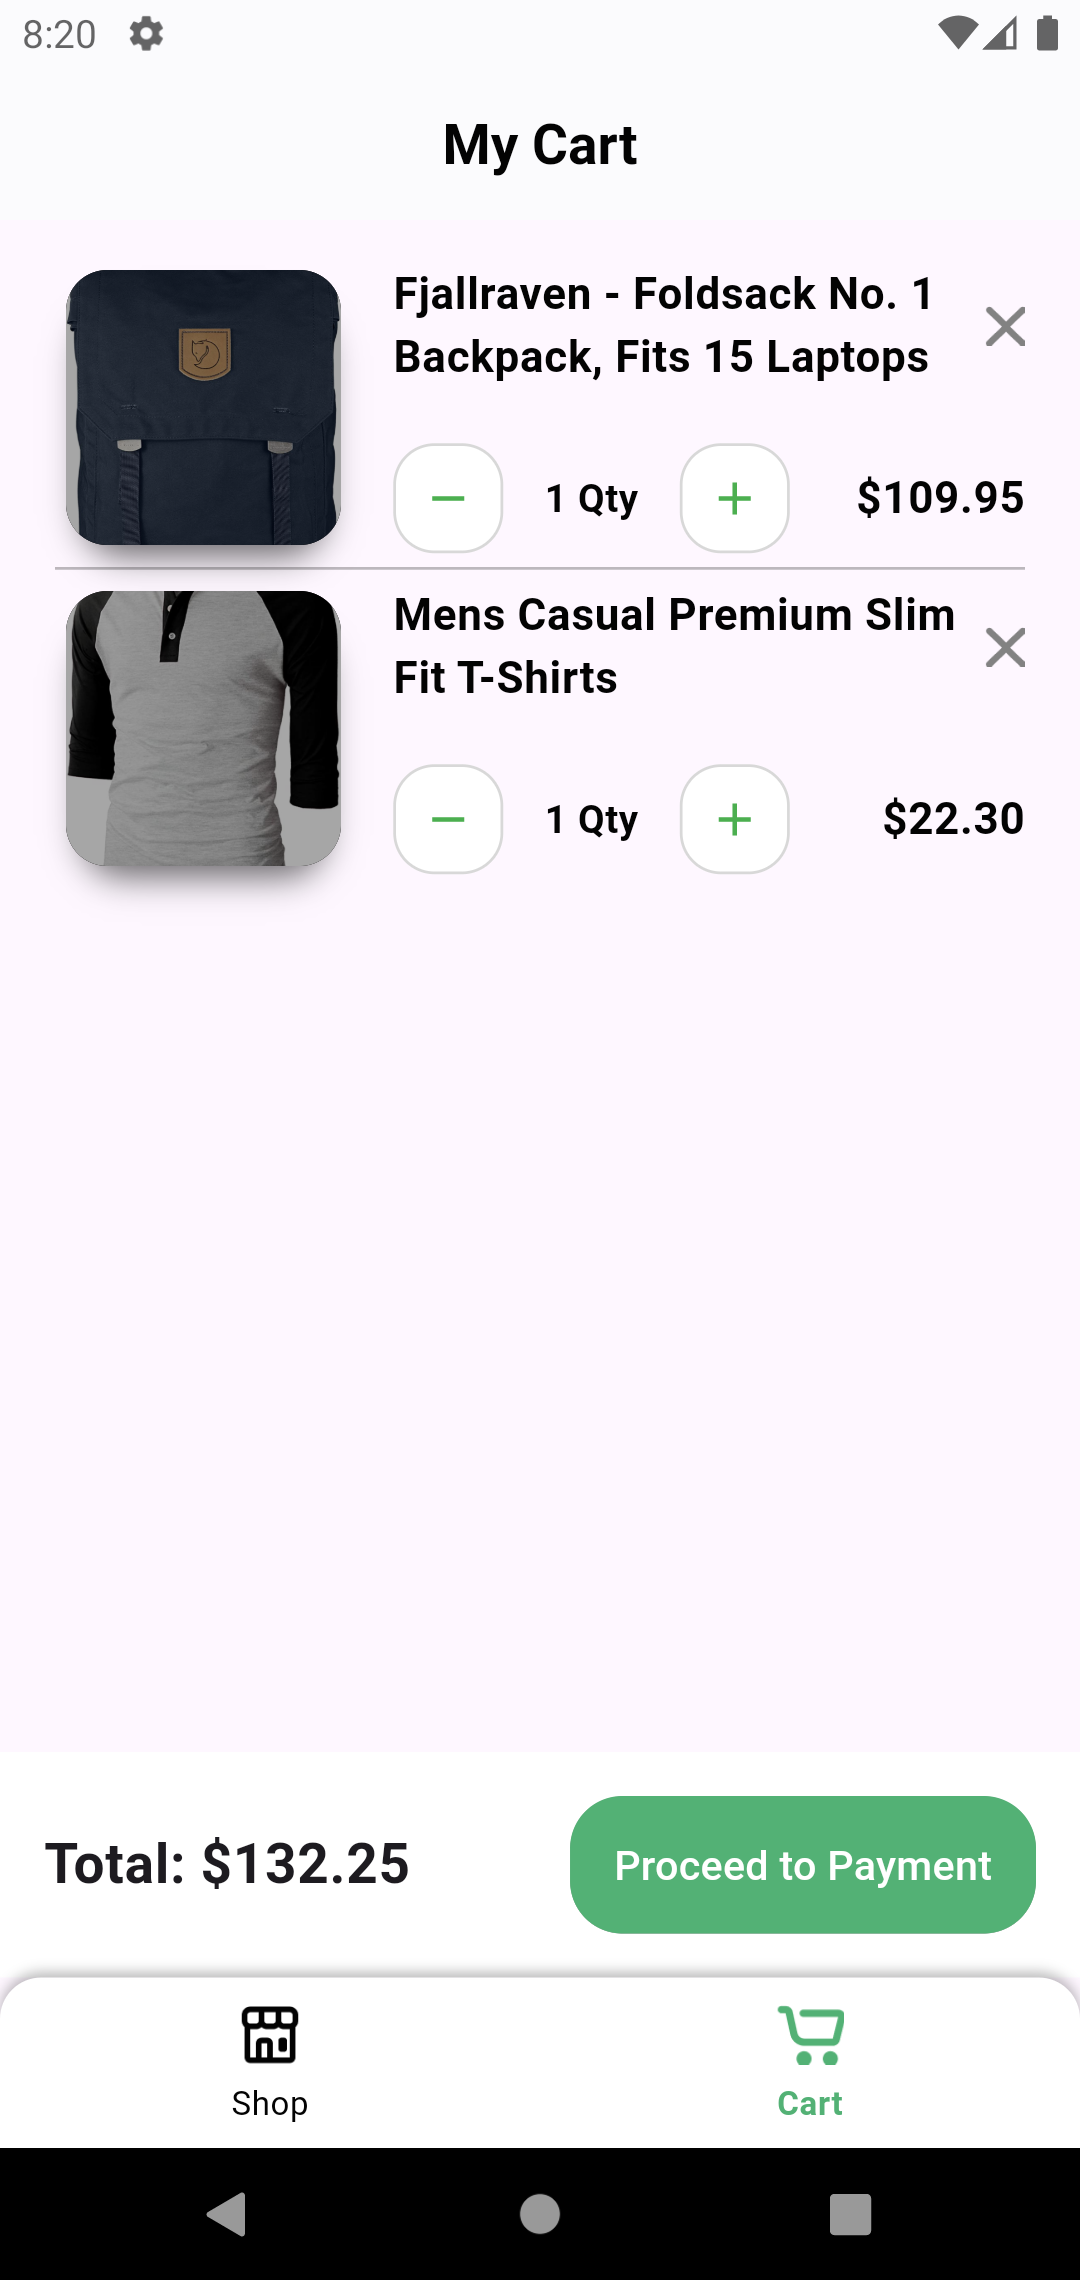 8:20
My Cart
Fjallraven - Foldsack No. 1
Backpack, Fits 15 Laptops
1 Qty
$109.95
Mens Casual Premium Slim
Fit T-Shirts
1 Qty
$22.30
Total: $132.25
Proceed to Payment
Shop
Cart